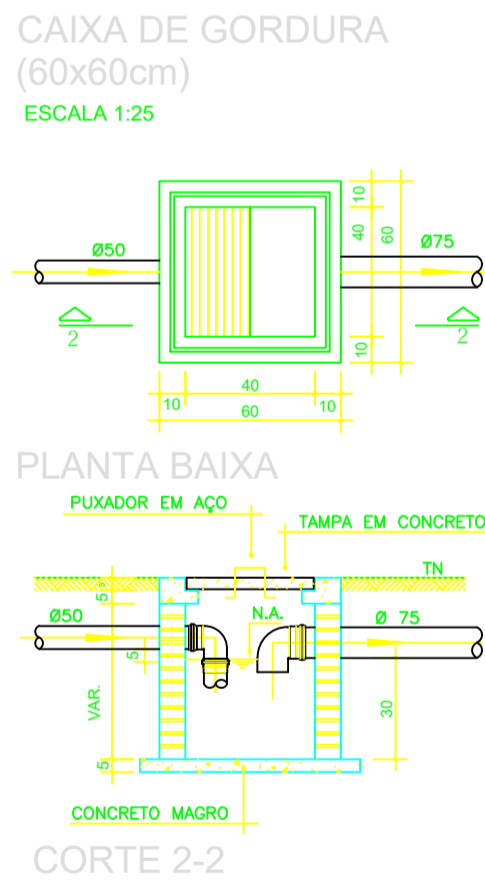 CAIXA DE GORDURA
(60x60cm)
ESCALA 1:25
Ø50
Ø75
10
40
60
10
2
2
10
40
10
60
PLANTA BAIXA
PUXADOR EM AÇO
TAMPA EM CONCRETO
TN
5
5
Ø50
N.A.
Ø 75
5
VAR.
30
5
CONCRETO MAGRO
CORTE 2-2